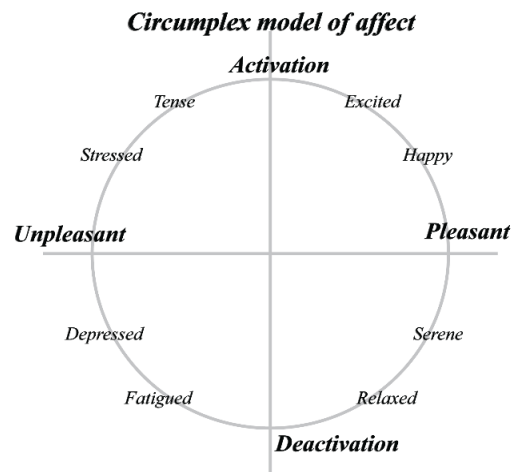 Circumplex model of affect
Activation
Tense
Excited
Stressed
Happy
Unpleasant
Pleasant
Depressed
Serene
Fatigued
Relaxed
Deactivation